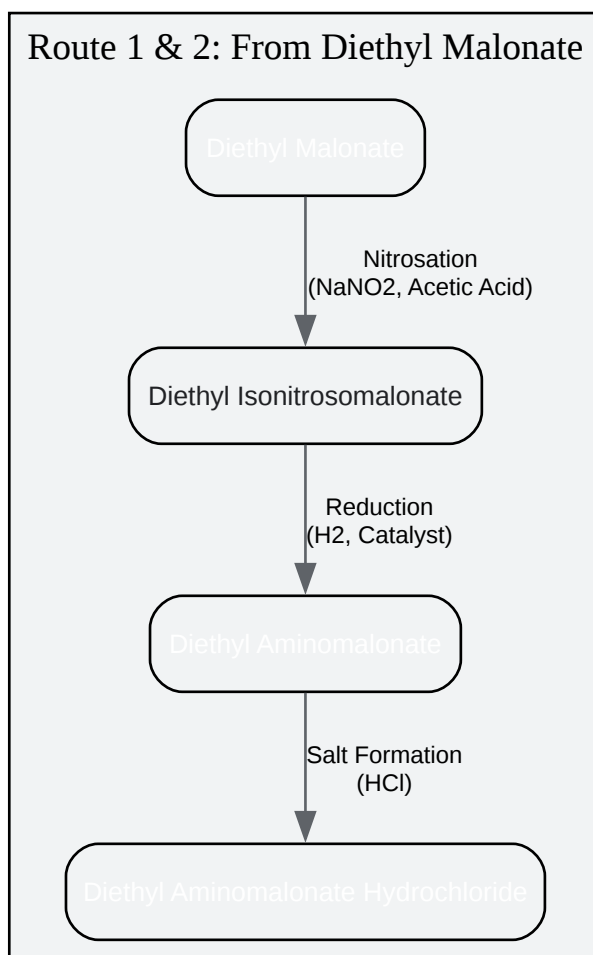 Route 1 & 2: From Diethyl Malonate
Diethyl Malonate
Nitrosation
(NaNO2, Acetic Acid)
Diethyl Isonitrosomalonate
Reduction
(H2, Catalyst)
Diethyl Aminomalonate
Salt Formation
(HCl)
Diethyl Aminomalonate Hydrochloride